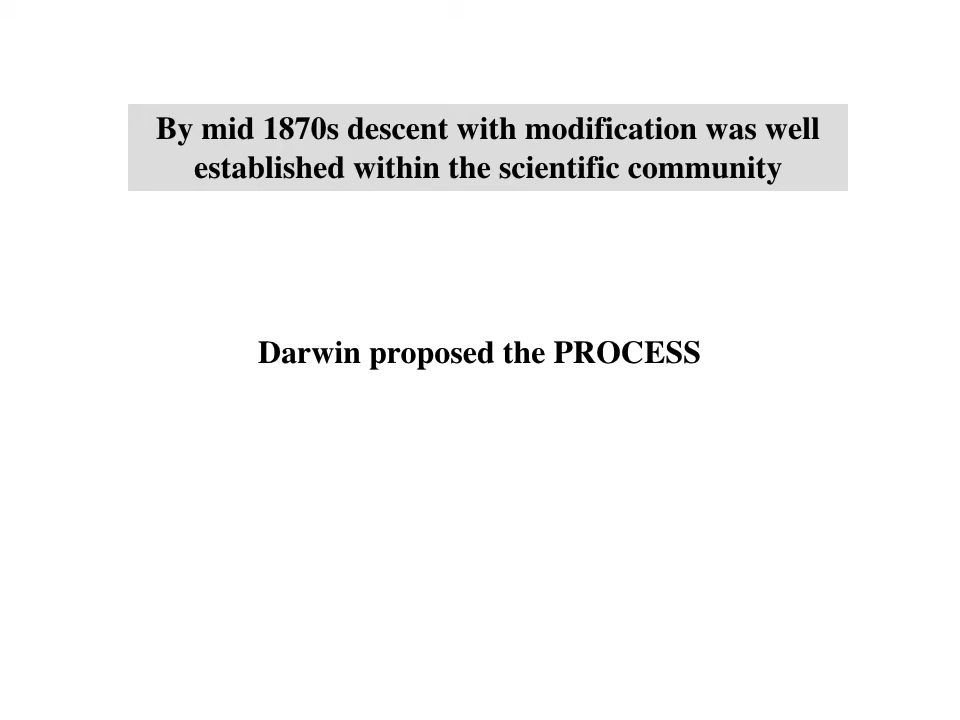 By mid 1870s descent with modification was well
established within the scientific community
Darwin proposed the PROCESS